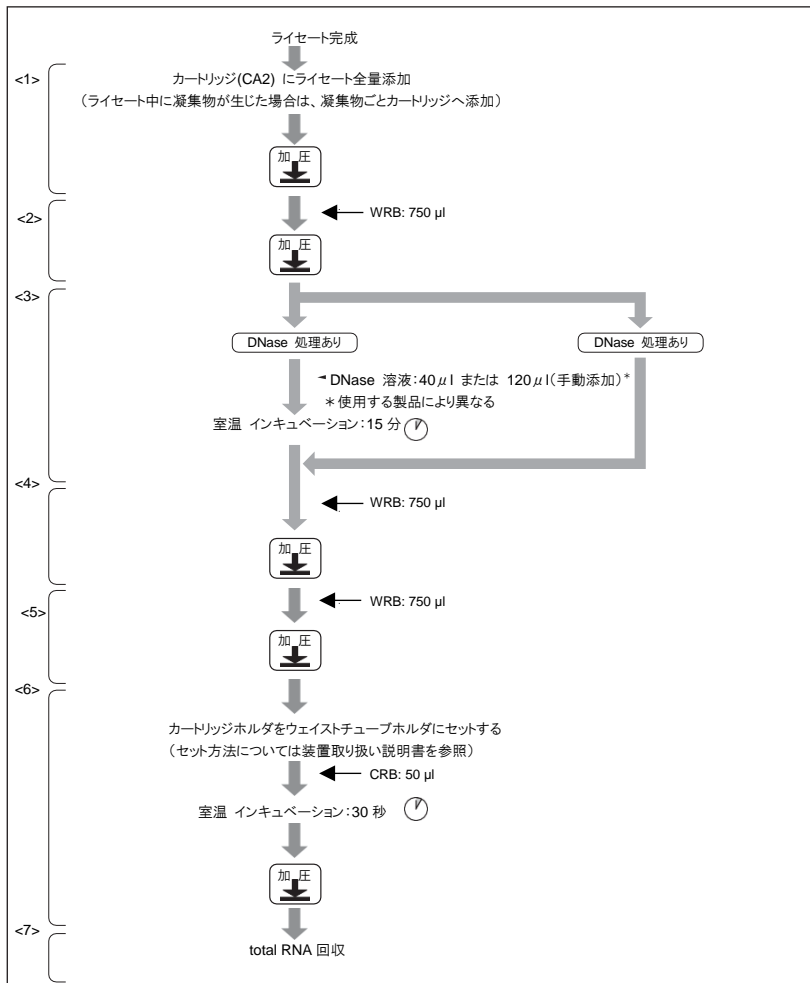 ライセート完成
<1>
カートリッジ(CA2) にライセート全量添加
(ライセート中に凝集物が生じた場合は、凝集物ごとカートリッジへ添加)
加 圧
<2>
WRB: 750 µl
加 圧
<3>
DNase 処理あり
DNase 処理あり
DNase 溶液:40μl または 120μl(手動添加)*
*使用する製品により異なる
室温 インキュベーション:15 分
<4>
WRB: 750 µl
加 圧
<5>
WRB: 750 µl
加 圧
<6>
カートリッジホルダをウェイストチューブホルダにセットする
(セット方法については装置取り扱い説明書を参照)
CRB: 50 µl
室温 インキュベーション:30 秒
加 圧
<7>
total RNA 回収